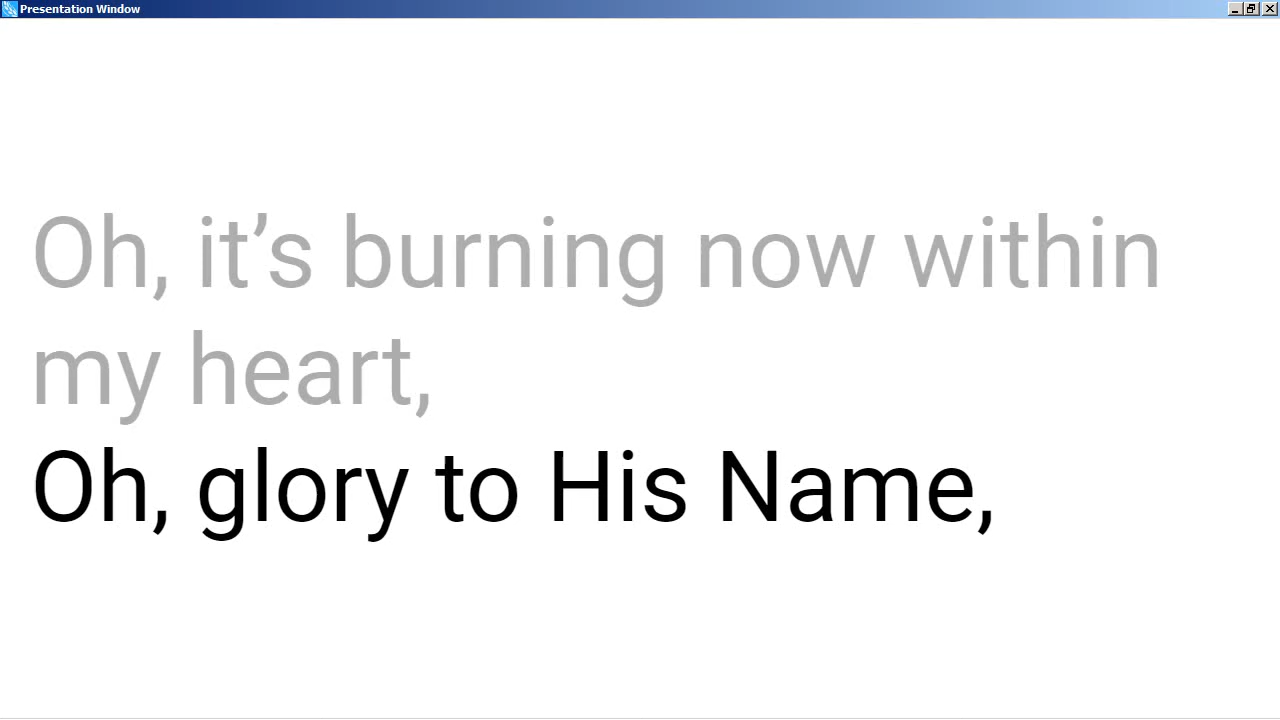 Presentation Window
Oh, it’s burning now within
my heart,
Oh, glory to His Name,